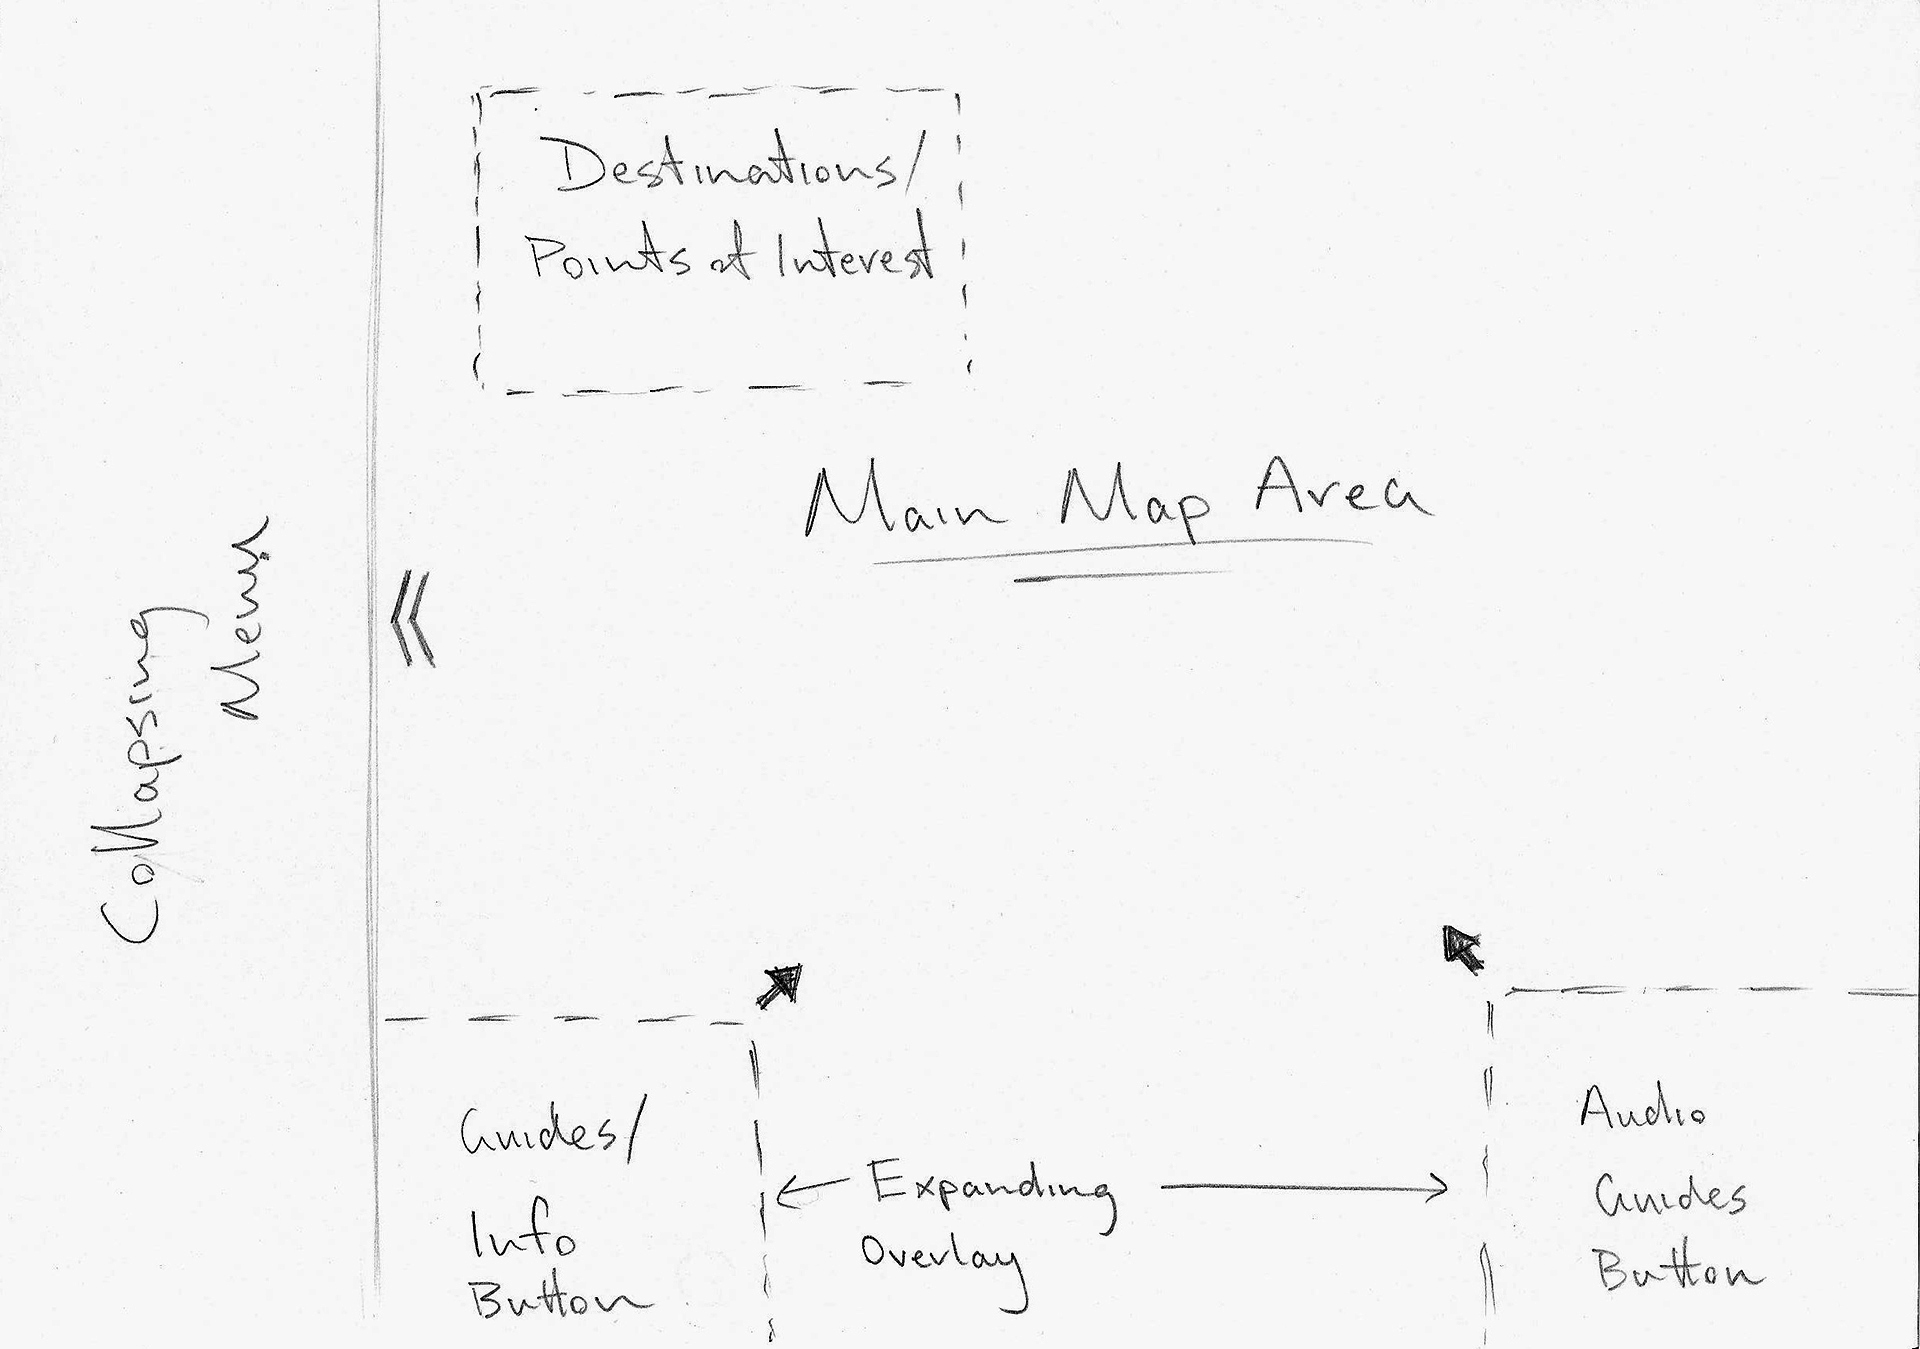 Collapsing
Menu
Destinations/
Points of Interest
Main Map Area
Guides/
Info
Button
Expanding
Overlay
Audio
Guides
Button